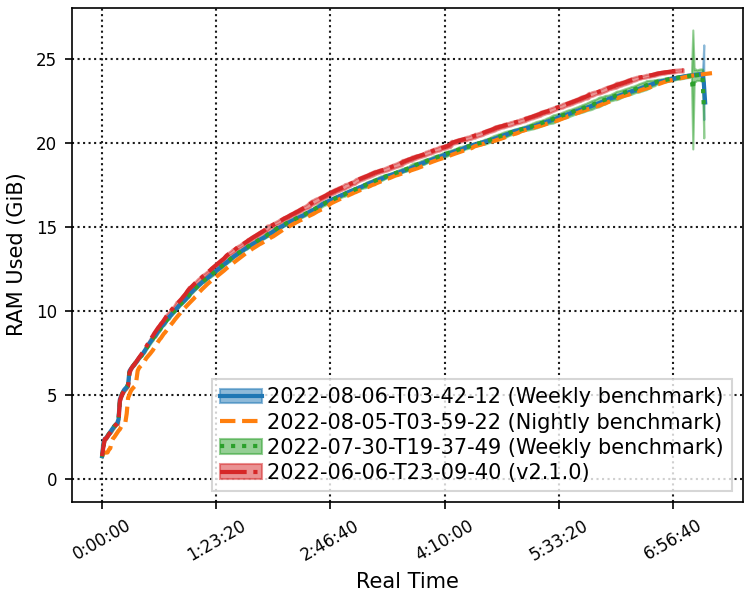 25
20
15
10
5
0
RAM Used (GiB)
2022-08-06-T03-42-12 (Weekly benchmark)
2022-08-05-T03-59-22 (Nightly benchmark)
2022-07-30-T19-37-49 (Weekly benchmark)
2022-06-06-T23-09-40 (v2.1.0)
0:00:00
1:23:20
2:46:40
4:10:00
5:33:20
6:56:40
Real Time